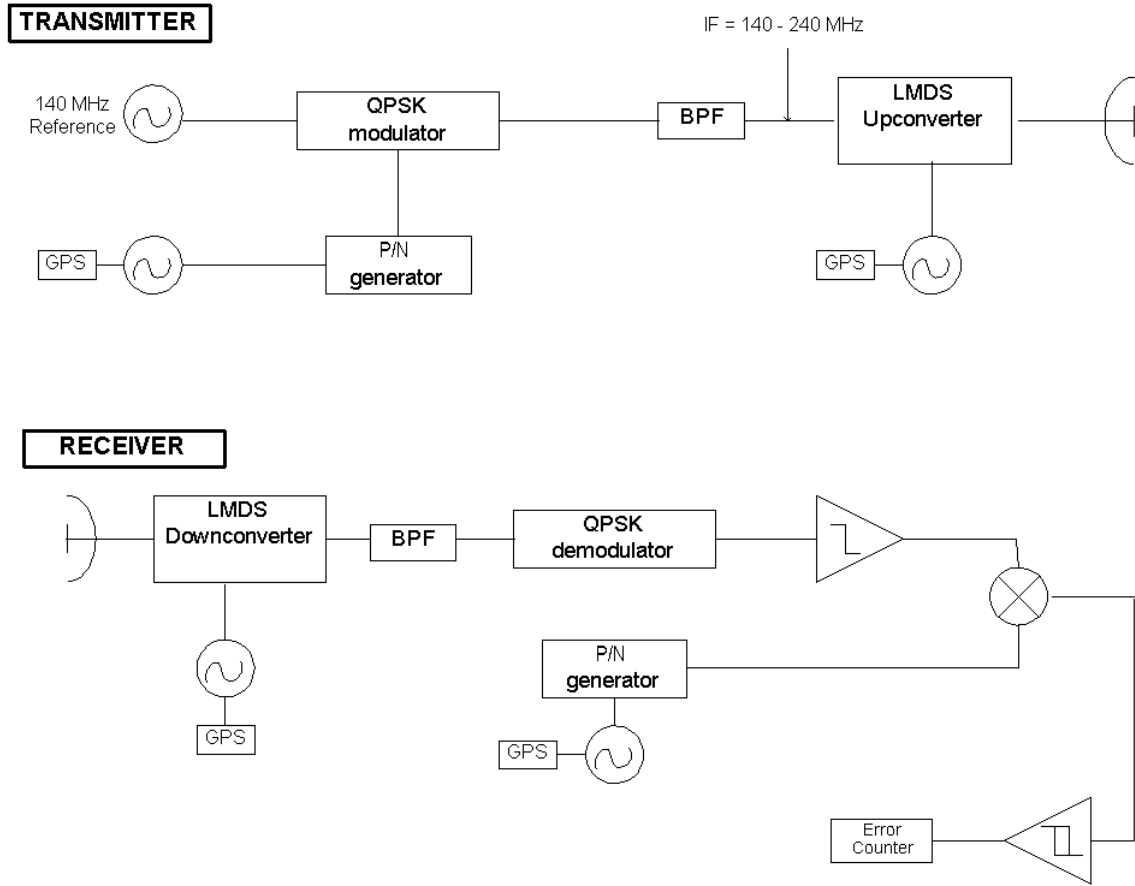 TRANSMITTER
IF = 140 - 240 MHz
140 MHz
Reference
QPSK
modulator
BPF
LMDS
Upconverter
GPS
P/N
generator
GPS
RECEIVER
LMDS
Downconverter
BPF
QPSK
demodulator
P/N
generator
GPS
GPS
Error
Counter